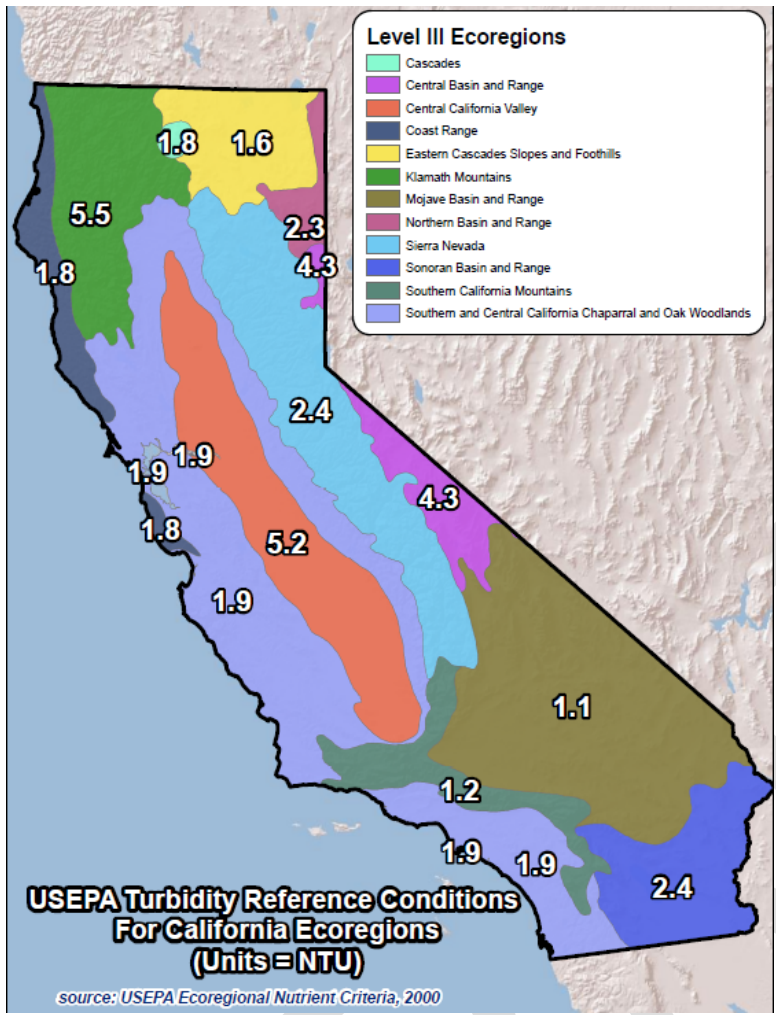 Level III Ecoregions
Cascades
Central Basin and Range
Central California Valley
Coast Range
Eastern Cascades Slopes and Foothills
Klamath Mountains
Mojave Basin and Range
Northern Basin and Range
Sierra Nevada
Sonoran Basin and Range
Southern California Mountains
Southern and Central California Chaparral and Oak Woodlands
1.8
1.6
5.5
2.3
4.3
1.8
2.4
1.9
1.9
4.3
1.8
5.2
1.9
1.1
1.2
1.9
1.9
2.4
USEPA Turbidity Reference Conditions
For California Ecoregions
(Units = NTU)
source: USEPA Ecoregional Nutrient Criteria, 2000